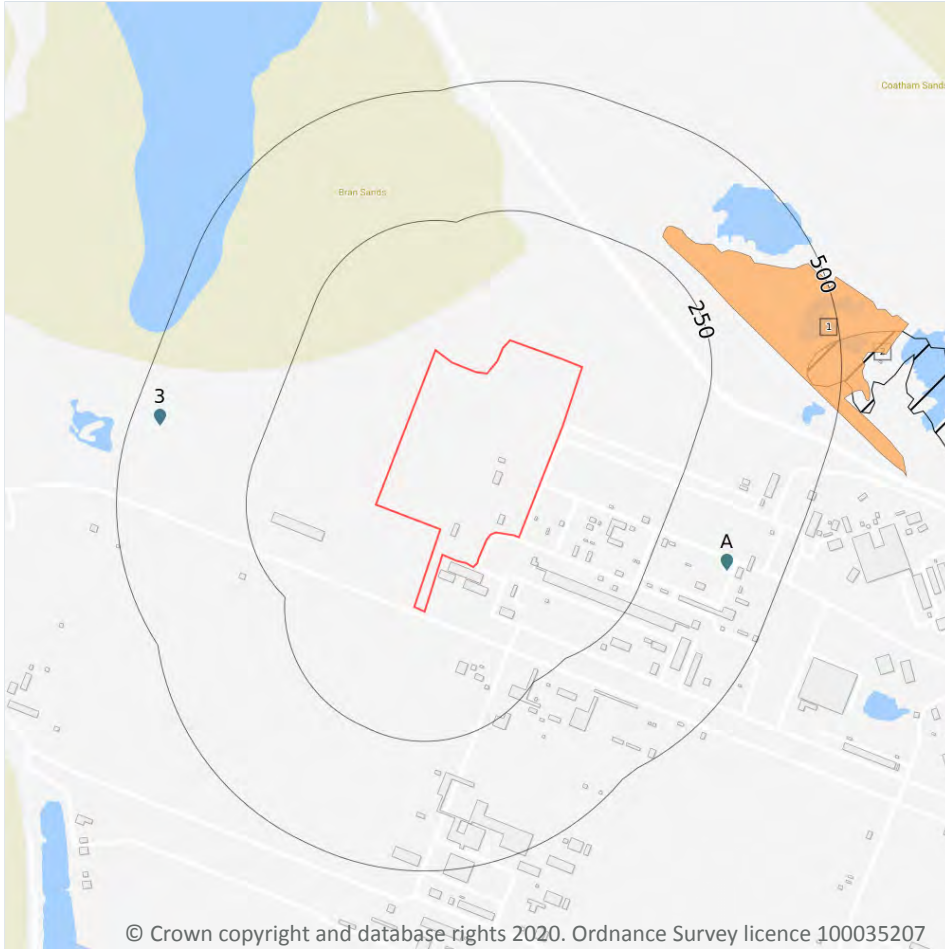 Coatham Sands
Bran Sands
500
250
1
3
A
© Crown copyright and database rights 2020. Ordnance Survey licence 100035207